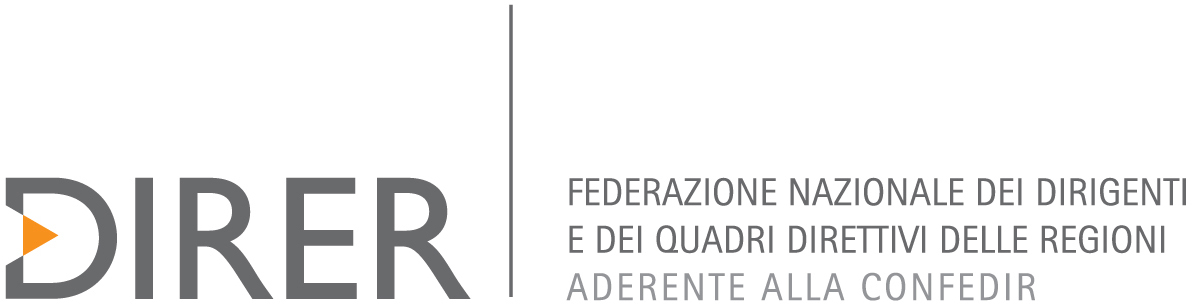 DIRER
FEDERAZIONE NAZIONALE DEI DIRIGENTI
E DEI QUADRI DIRETTIVI DELLE REGIONI
ADERENTE ALLA CONFEDIR